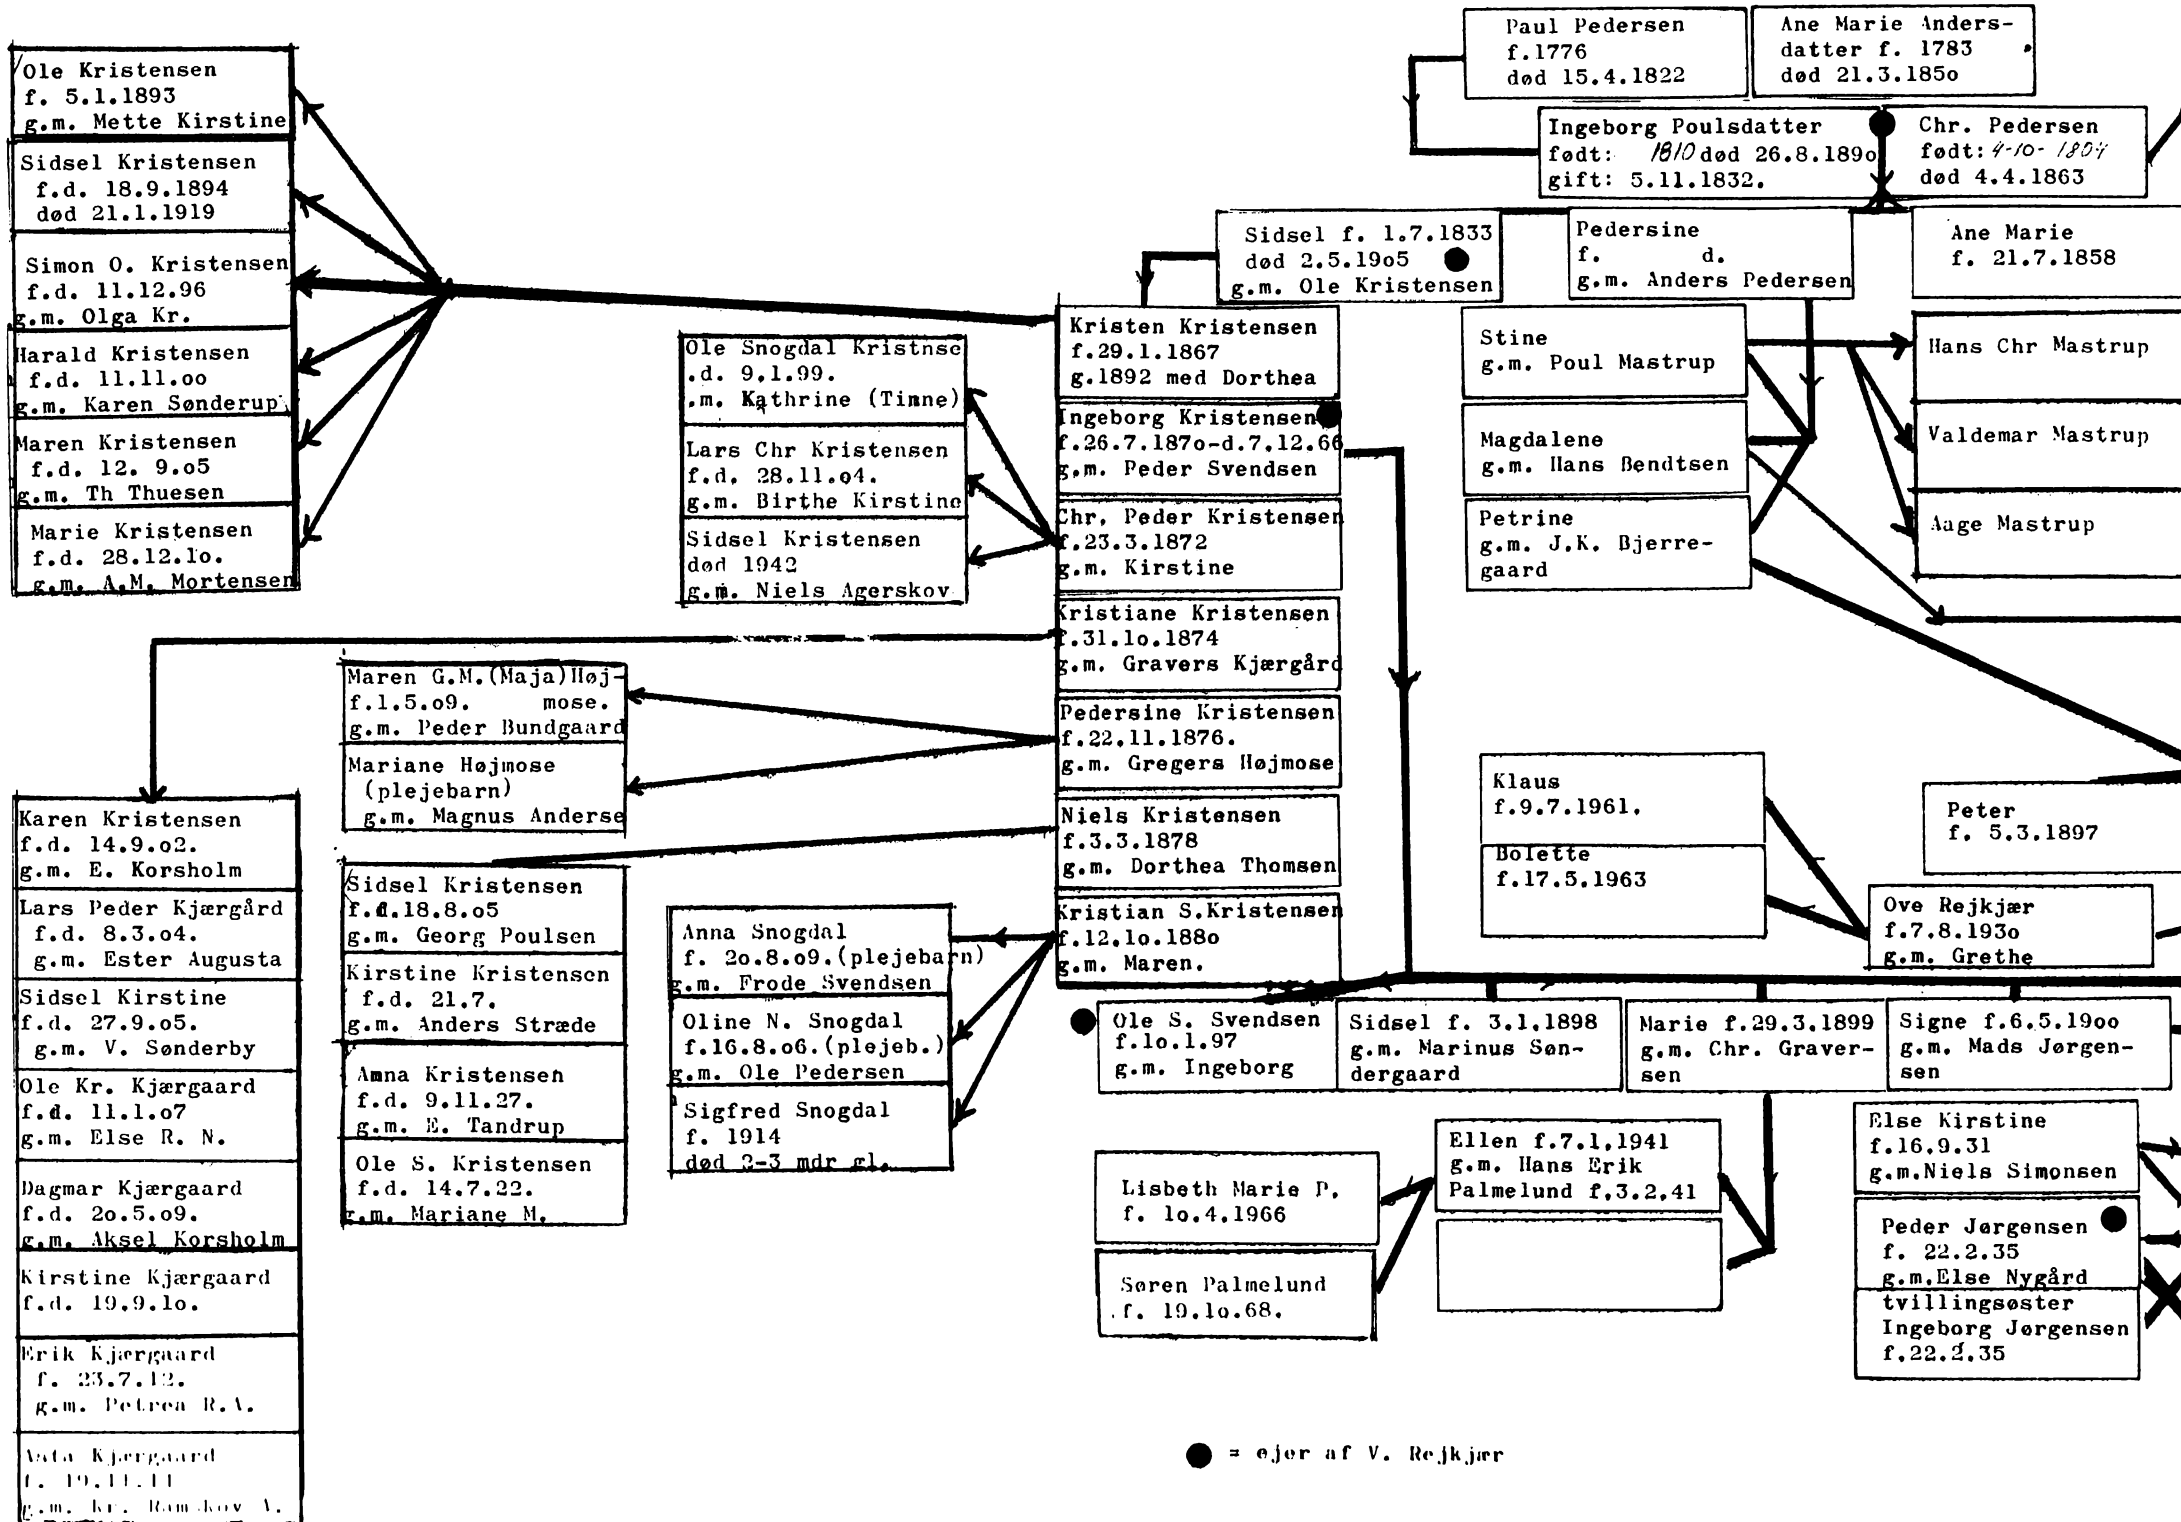 Paul Pedersen
f.1776
død 15.4.1822
Ane Marie Anders-
datter f. 1783
død 21.3.185o
Ingeborg Poulsdatter
født: 1810 død 26.8.189o
gift: 5.11.1832.
Chr. Pedersen
født: 4-10-1804
død 4.4.1863
Sidsel f. 1.7.1833
død 2.5.19o5
g.m. Ole Kristensen
Pedersine
f. d.
g.m. Anders Pedersen
Ane Marie
f. 21.7.1858
Ole Kristensen
f. 5.1.1893
g.m. Mette Kirstine
Sidsel Kristensen
f.d. 18.9.1894
død 21.1.1919
Simon O. Kristensen
f.d. 11.12.96
g.m. Olga Kr.
Harald Kristensen
f.d. 11.11.oo
g.m. Karen Sønderup
Maren Kristensen
f.d. 12. 9.o5
g.m. Th Thuesen
Marie Kristensen
f.d. 28.12.1o.
g.m. A.M. Mortensen
Ole Snogdal Kristnse
.d. 9.1.99.
.m. Kathrine (Tinne)
Lars Chr Kristensen
f.d. 28.11.o4.
g.m. Birthe Kirstine
Sidsel Kristensen
død 1942
g.m. Niels Agerskov
Kristen Kristensen
f.29.1.1867
g.1892 med Dorthea
Ingeborg Kristensen
f.26.7.187o-d.7.12.66
g.m. Peder Svendsen
Chr. Peder Kristensen
f.23.3.1872
g.m. Kirstine
Kristiane Kristensen
f.31.1o.1874
g.m. Gravers Kjærgård
Pedersine Kristensen
f.22.11.1876.
g.m. Gregers Højmose
Niels Kristensen
f.3.3.1878
g.m. Dorthea Thomsen
Kristian S.Kristensen
f.12.1o.188o
g.m. Maren.
Stine
g.m. Poul Mastrup
Magdalene
g.m. Hans Bendtsen
Petrine
g.m. J.K. Bjerre-
gaard
Hans Chr Mastrup
Valdemar Mastrup
Aage Mastrup
Maren G.M.(Maja)Høj-
f.1.5.o9. mose.
g.m. Peder Bundgaard
Mariane Højmose
(plejebarn)
g.m. Magnus Anderse
Klaus
f.9.7.1961.
Bolette
f.17.5.1963
Peter
f. 5.3.1897
Ove Rejkjær
f.7.8.193o
g.m. Grethe
Karen Kristensen
f.d. 14.9.o2.
g.m. E. Korsholm
Lars Peder Kjærgård
f.d. 8.3.o4.
g.m. Ester Augusta
Sidsel Kirstine
f.d. 27.9.o5.
g.m. V. Sønderby
Ole Kr. Kjærgaard
f.d. 11.1.o7
g.m. Else R. N.
Dagmar Kjærgaard
f.d. 2o.5.o9.
g.m. Aksel Korsholm
Kirstine Kjærgaard
f.d. 19.9.1o.
Erik Kjærgaard
f. 23.7.12.
g.m. Petrea R.A.
Kjærgaard
g.m. Kr.
Sidsel Kristensen
f.d.18.8.o5
g.m. Georg Poulsen
Kirstine Kristensen
f.d. 21.7.
g.m. Anders Stræde
Anna Kristensen
f.d. 9.11.27.
g.m. E. Tandrup
Ole S. Kristensen
f.d. 14.7.22.
g.m. Mariane M.
Anna Snogdal
f. 2o.8.o9.(plejebarn)
g.m. Frode Svendsen
Oline N. Snogdal
f.16.8.o6.(plejeb.)
g.m. Ole Pedersen
Sigfred Snogdal
f. 1914
død 2-3 mdr gl.
Ole S. Svendsen
f.1o.1.97
g.m. Ingeborg
Sidsel f. 3.1.1898
g.m. Marinus Søn-
dergaard
Marie f.29.3.1899
g.m. Chr. Graver-
sen
Signe f.6.5.19oo
g.m. Mads Jørgen-
sen
Lisbeth Marie P.
f. 1o.4.1966
Søren Palmelund
f. 19.1o.68.
Ellen f.7.1.1941
g.m. Hans Erik
Palmelund f.3.2.41
Else Kirstine
f.16.9.31
g.m.Niels Simonsen
Peder Jørgensen
f. 22.2.35
g.m.Else Nygård
tvillingsøster
Ingeborg Jørgensen
f.22.2.35
● = ejer af V. Rejkjær